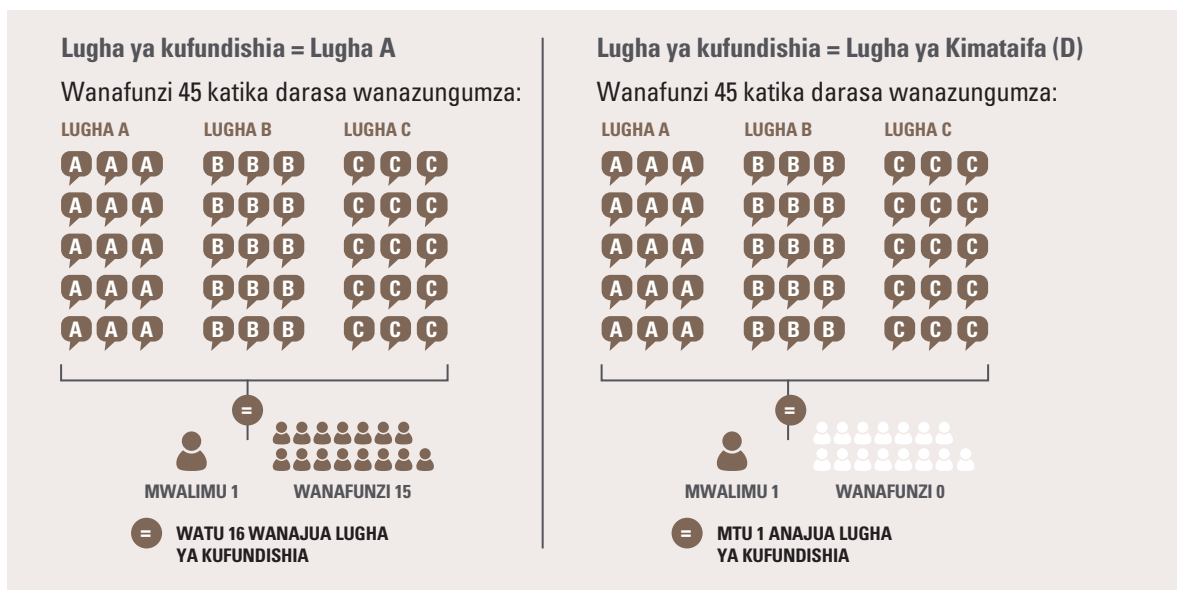 Lugha ya kufundishia = Lugha A
Wanafunzi 45 katika darasa wanazungumza:
LUGHA A LUGHA B LUGHA C
A A A B B B C C C
A A A B B B C C C
A A A B B B C C C
A A A B B B C C C
A A A B B B C C C
=
MWALIMU 1 WANAFUNZI 15
= WATU 16 WANAJUA LUGHA
YA KUFUNDISHIA
Lugha ya kufundishia = Lugha ya Kimataifa (D)
Wanafunzi 45 katika darasa wanazungumza:
LUGHA A LUGHA B LUGHA C
A A A B B B C C C
A A A B B B C C C
A A A B B B C C C
A A A B B B C C C
A A A B B B C C C
=
MWALIMU 1 WANAFUNZI 0
= MTU 1 ANAJUA LUGHA
YA KUFUNDISHIA